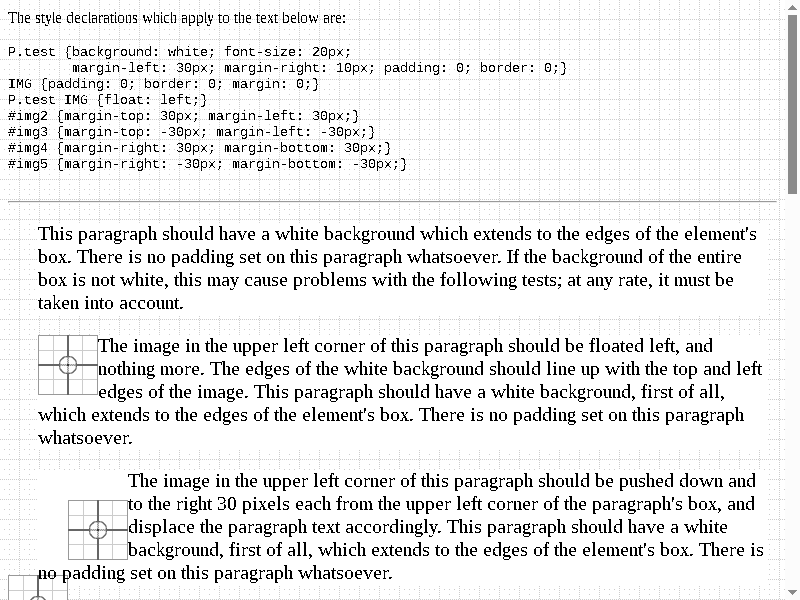 The style declarations which apply to the text below are:
P.test {background: white; font-size: 20px;
margin-left: 30px; margin-right: 10px; padding: 0; border: 0;}
IMG {padding: 0; border: 0; margin: 0;}
P.test IMG {float: left;}
#img2 {margin-top: 30px; margin-left: 30px;}
#img3 {margin-top: -30px; margin-left: -30px;}
#img4 {margin-right: 30px; margin-bottom: 30px;}
#img5 {margin-right: -30px; margin-bottom: -30px;}
This paragraph should have a white background which extends to the edges of the element's
box. There is no padding set on this paragraph whatsoever. If the background of the entire
box is not white, this may cause problems with the following tests; at any rate, it must be
taken into account.
The image in the upper left corner of this paragraph should be floated left, and
nothing more. The edges of the white background should line up with the top and left
edges of the image. This paragraph should have a white background, first of all,
which extends to the edges of the element's box. There is no padding set on this paragraph
whatsoever.
The image in the upper left corner of this paragraph should be pushed down and
to the right 30 pixels each from the upper left corner of the paragraph's box, and
displace the paragraph text accordingly. This paragraph should have a white
background, first of all, which extends to the edges of the element's box. There is
no padding set on this paragraph whatsoever.